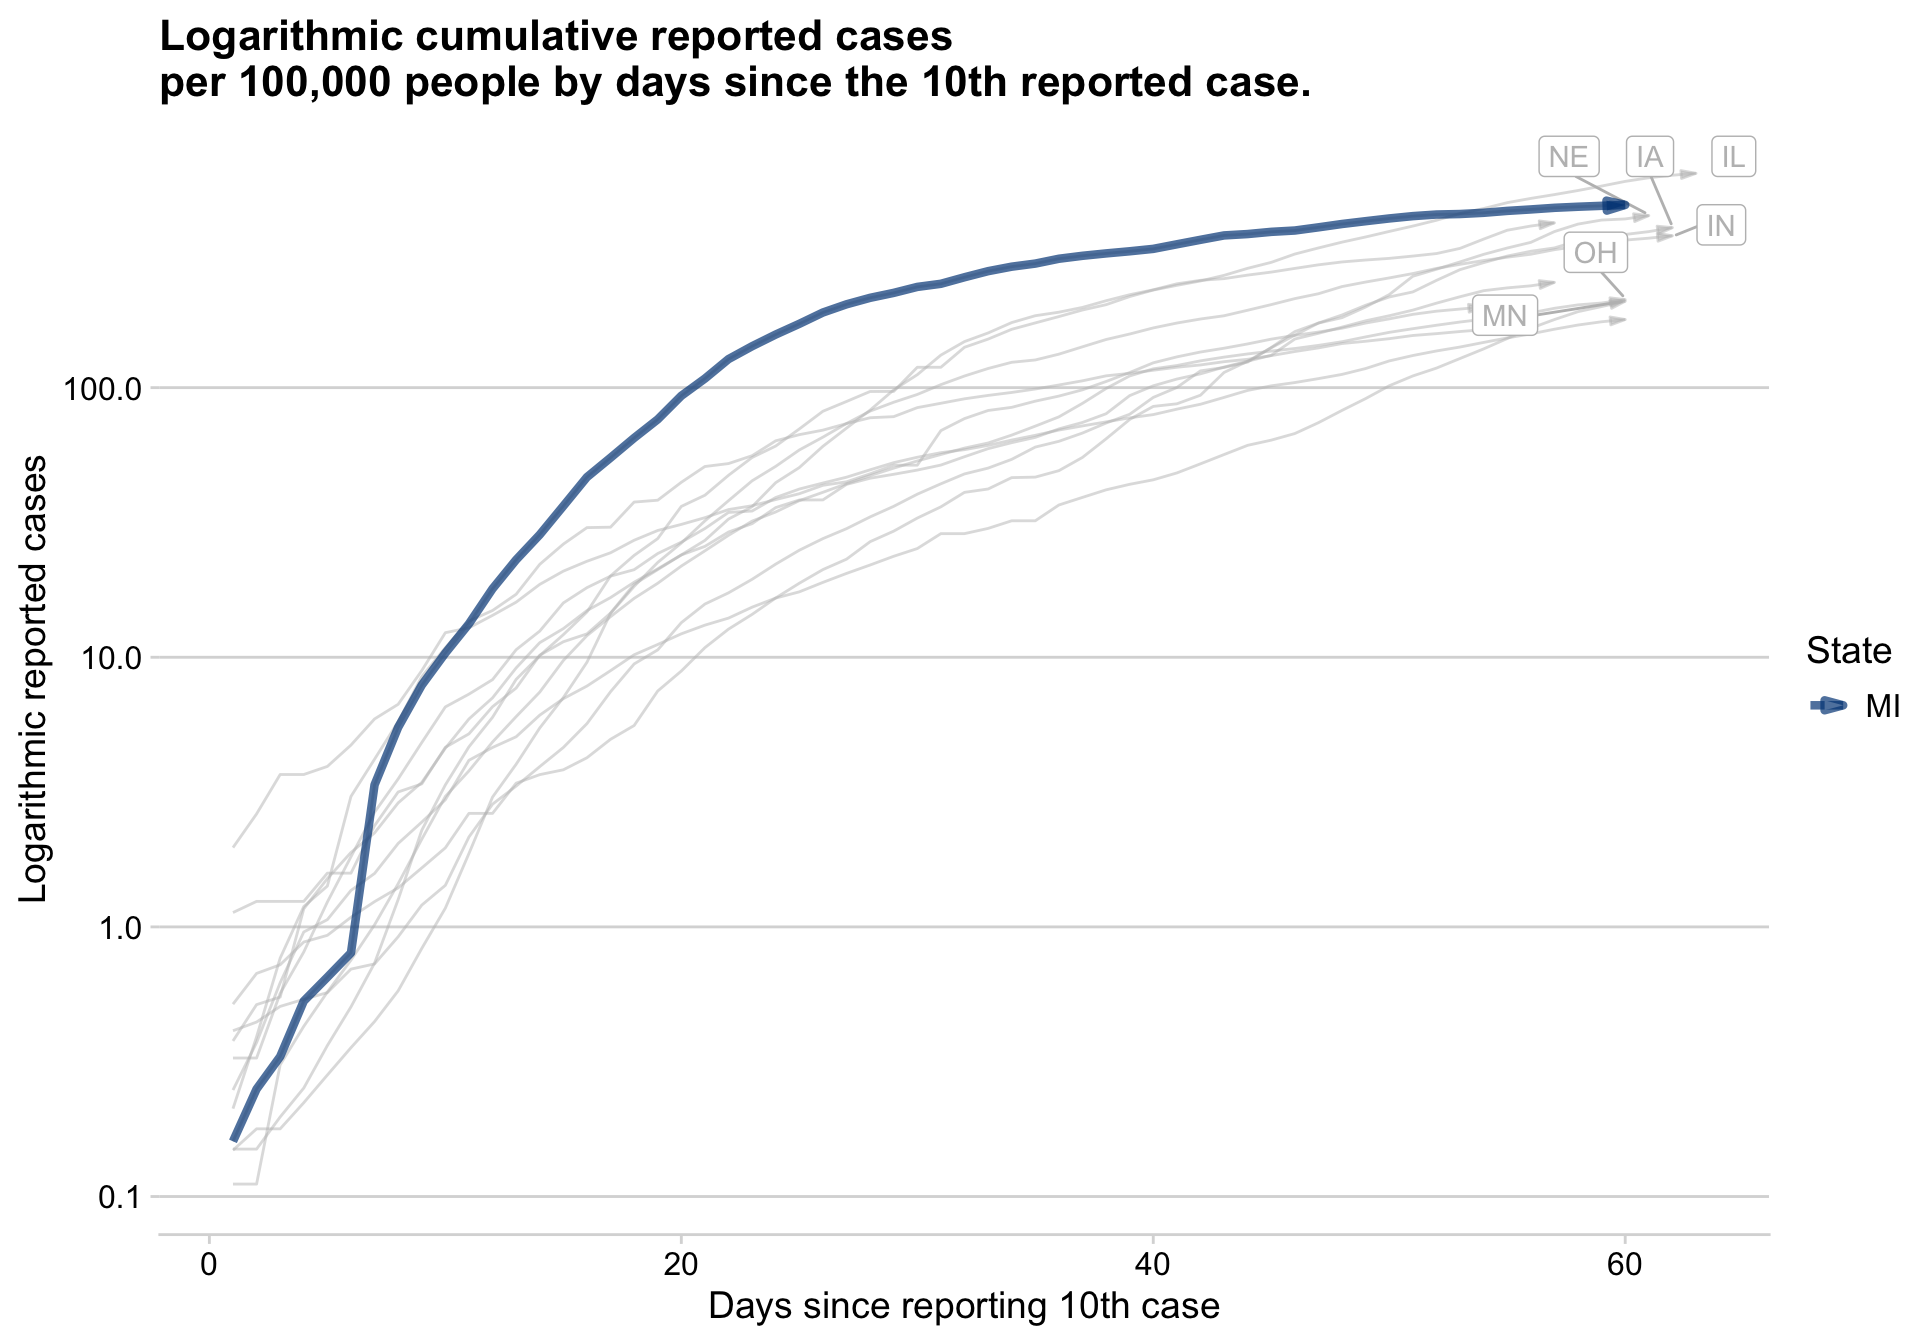 Logarithmic cumulative reported cases
per 100,000 people by days since the 10th reported case.
NE
IA
IL
IN
OH
MN
100.0
10.0
1.0
0.1
Logarithmic reported cases
State
MI
0
20
40
60
Days since reporting 10th case